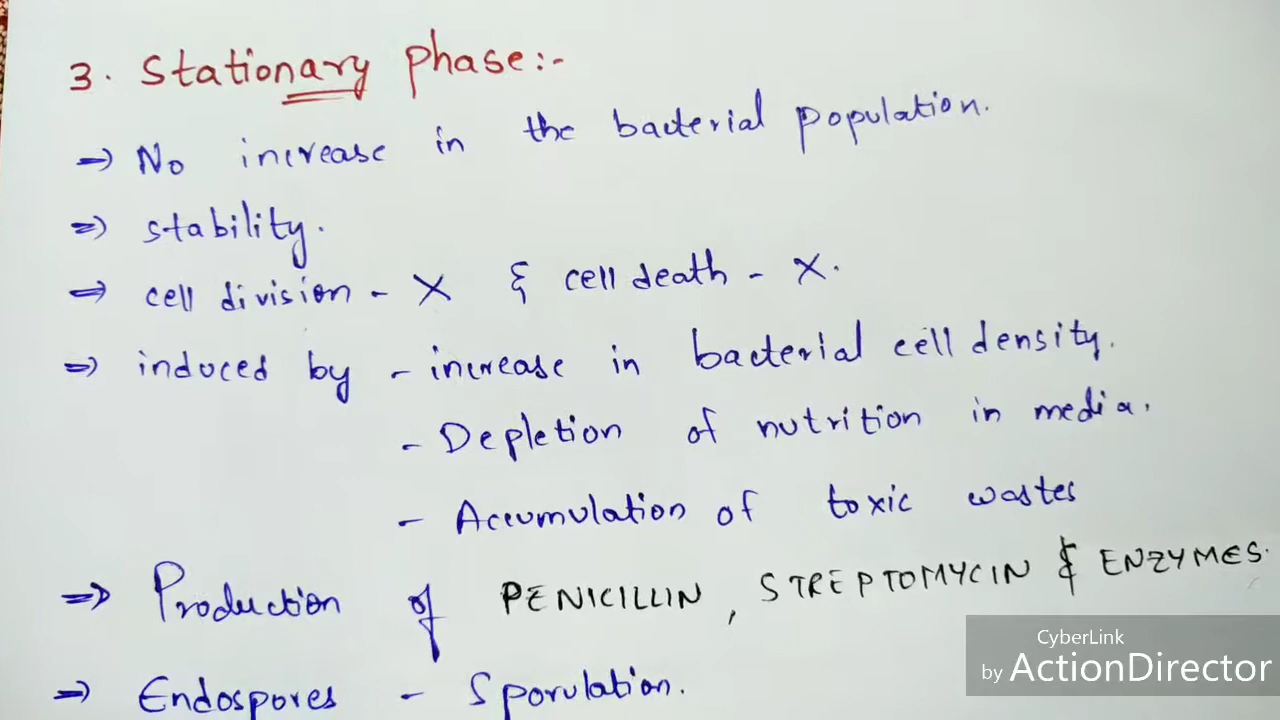 3. Stationary phase:-
→ No increase in the bacterial population.
⇒ stability.
⇒ cell division - X & cell death - X.
⇒ induced by - increase in bacterial cell density.
- Depletion of nutrition in media.
- Accumulation of toxic wastes
⇒ Production of PENICILLIN, STREPTOMYCIN & ENZYMES.
⇒ Endospores - Sporulation.
CyberLink
by ActionDirector